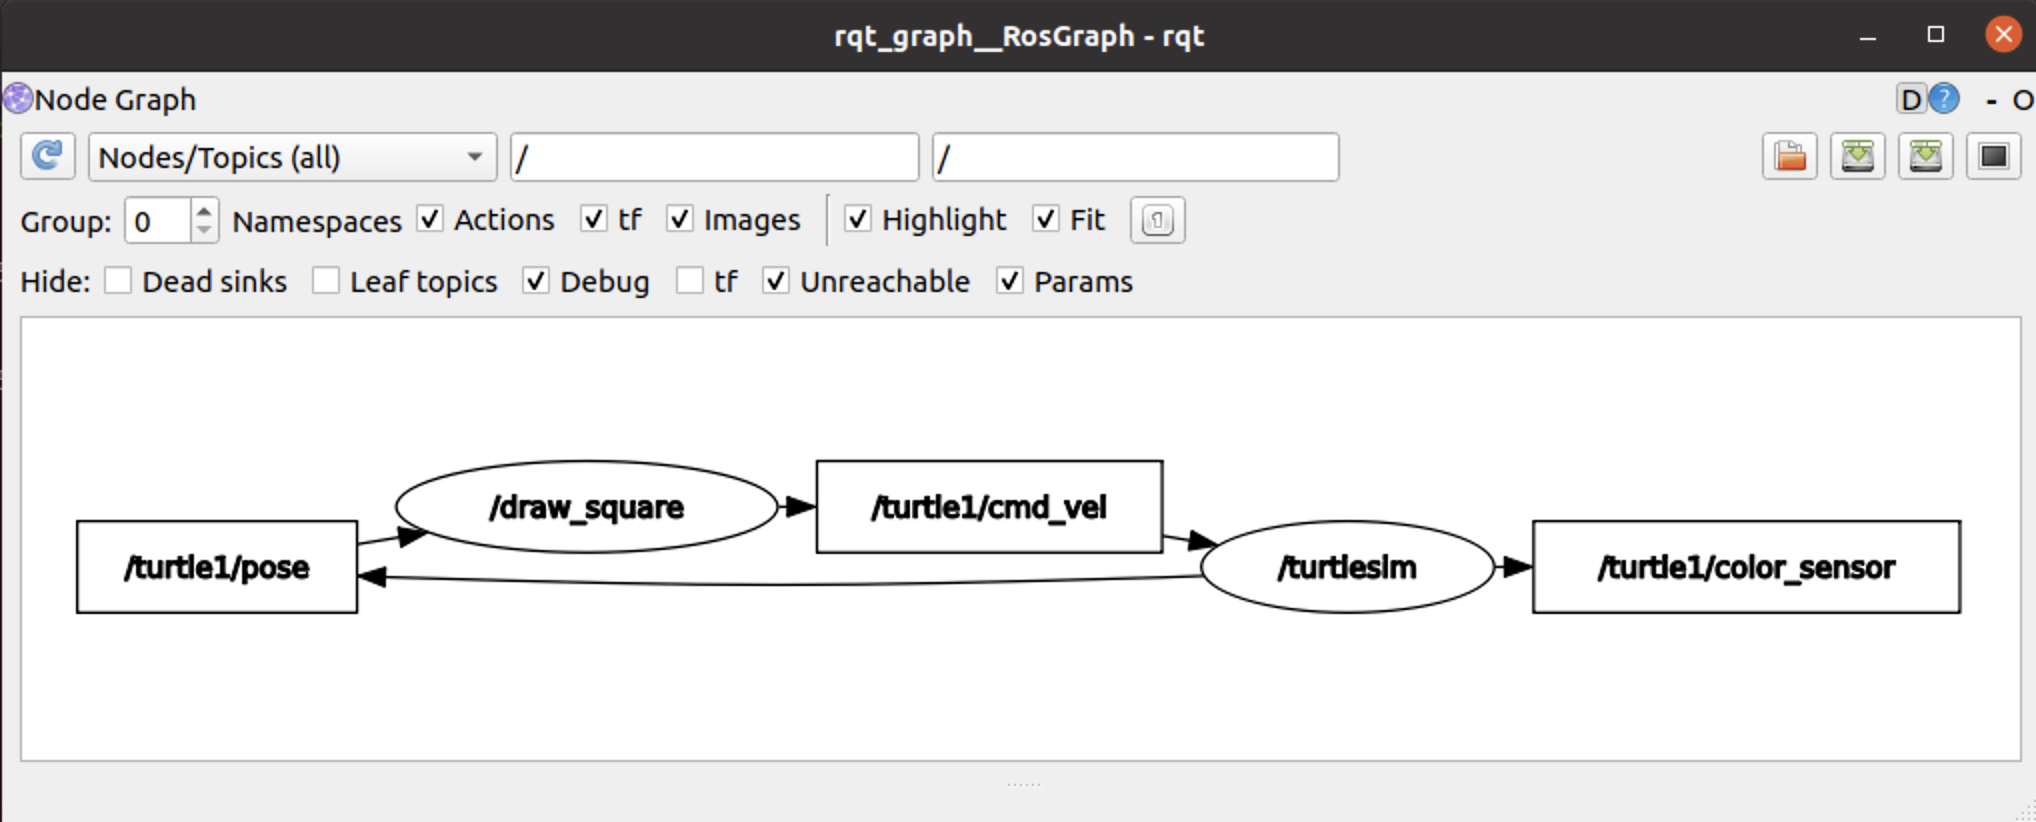 rqt_graph__RosGraph - rqt
Node Graph D ? - O
Nodes/Topics (all) / /
Group: 0 Namespaces Actions tf Images Highlight Fit 1
Hide: Dead sinks Leaf topics Debug tf Unreachable Params
/draw_square /turtle1/cmd_vel
/turtle1/pose /turtlesim /turtle1/color_sensor